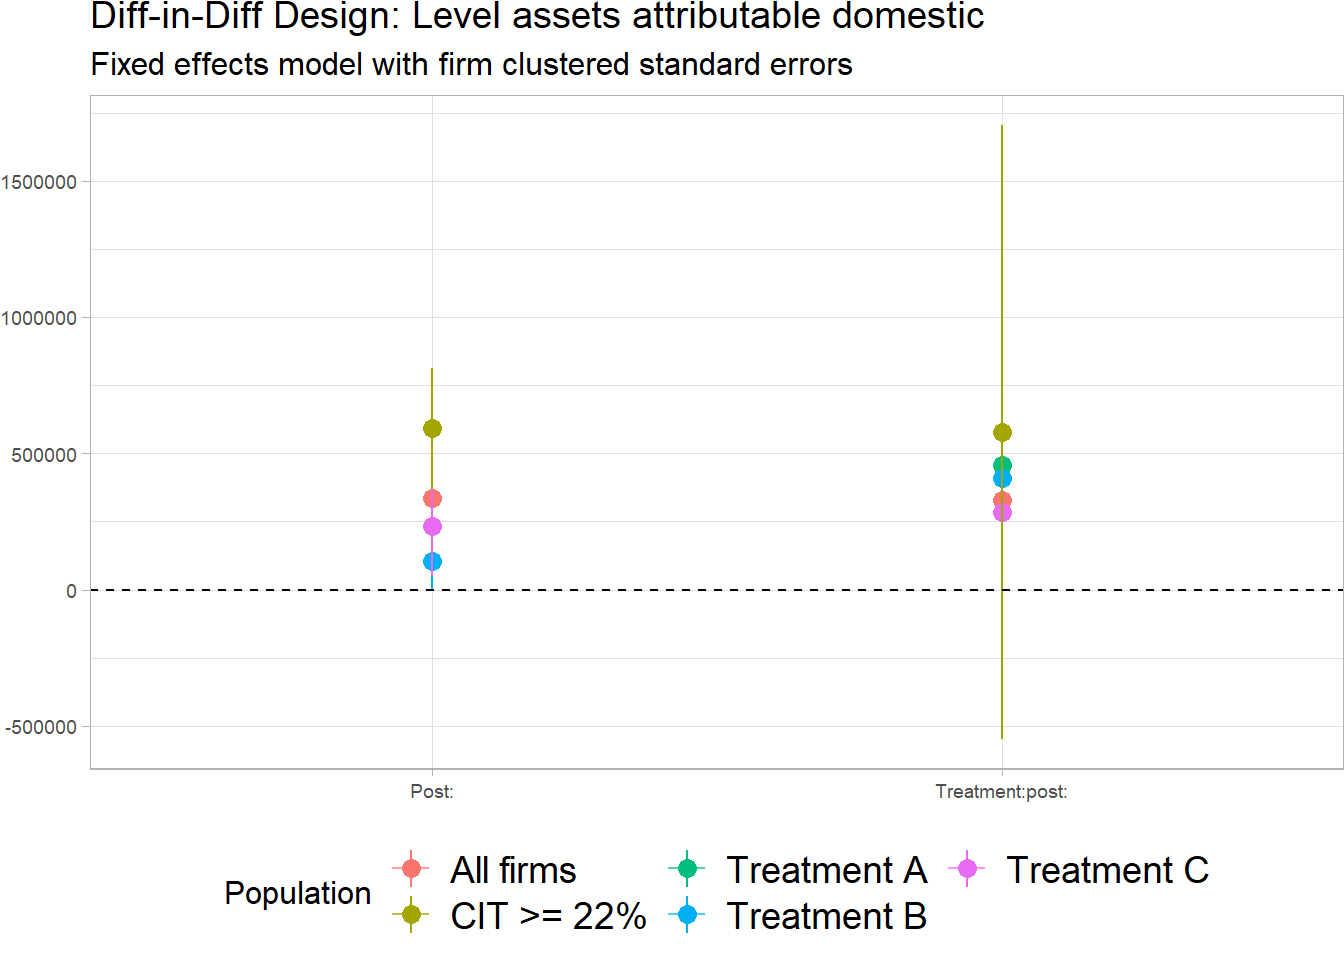 Diff-in-Diff Design: Level assets attributable domestic
Fixed effects model with firm clustered standard errors
1500000
1000000
500000
0
-500000
Post:
Treatment:post:
Population
All firms
Treatment A
Treatment C
CIT >= 22%
Treatment B